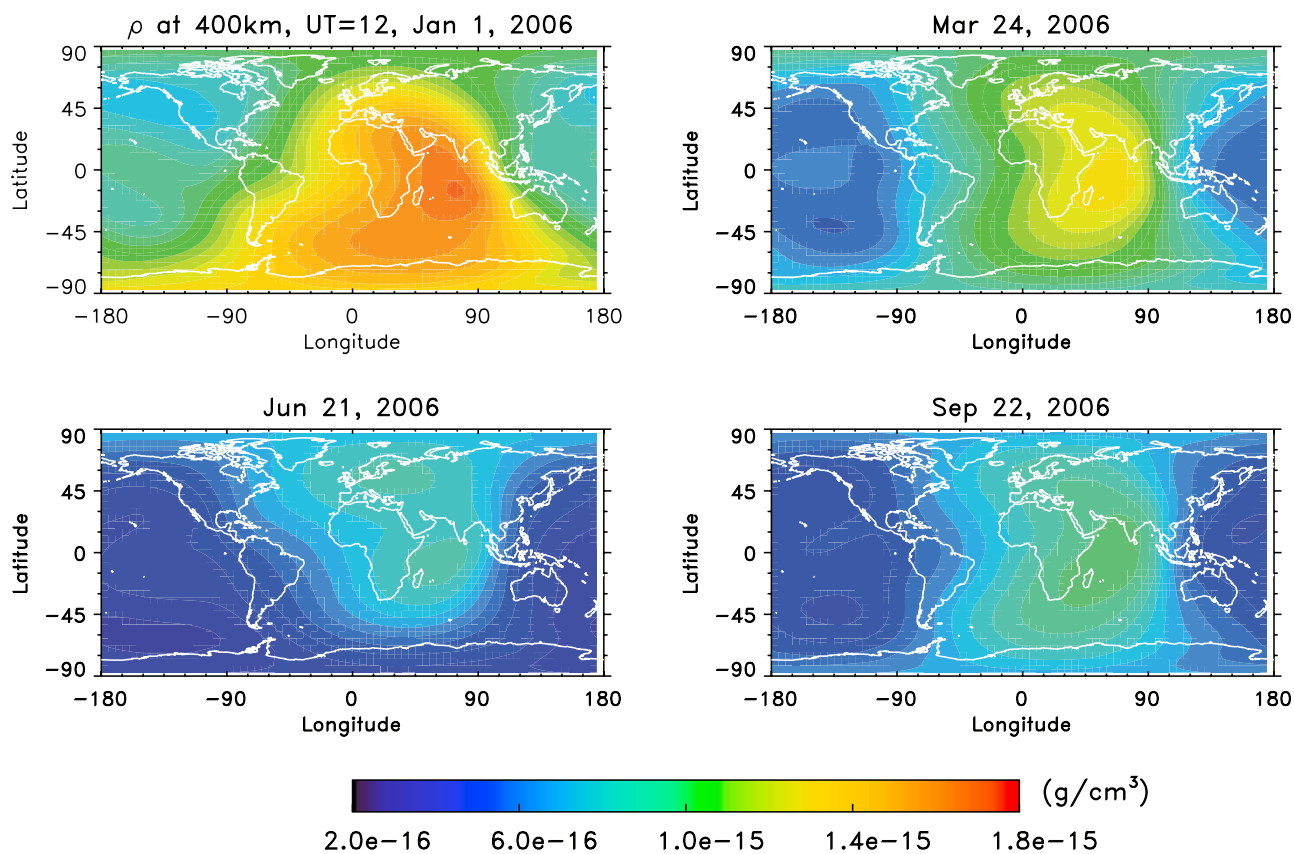 ρ at 400km, UT=12, Jan 1, 2006
Mar 24, 2006
90
45
0
−45
−90
Latitude
−180 −90 0 90 180
Longitude
90
45
0
−45
−90
Latitude
−180 −90 0 90 180
Longitude
Jun 21, 2006
Sep 22, 2006
90
45
0
−45
−90
Latitude
−180 −90 0 90 180
Longitude
90
45
0
−45
−90
Latitude
−180 −90 0 90 180
Longitude
(g/cm³)
2.0e−16 6.0e−16 1.0e−15 1.4e−15 1.8e−15